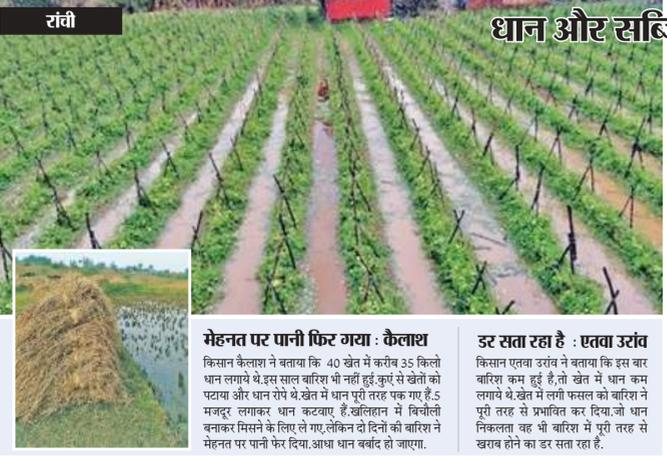 रांची
धान और सब्जि
मेहनत पर पानी फिर गया : कैलाश
किसान कैलाश ने बताया कि 40 खेत में करीब 35 किलो
धान लगाये थे.इस साल बारिश भी नहीं हुई.कुएं से खेतों को
पटाया और धान रोपे थे.खेत में धान पूरी तरह पक गए हैं.5
मजदूर लगाकर धान कटवाए हैं.खलिहान में बिचौली
बनाकर मिसने के लिए ले गए.लेकिन दो दिनों की बारिश ने
मेहनत पर पानी फेर दिया.आधा धान बर्बाद हो जाएगा.
डर सता रहा है : एतवा उरांव
किसान एतवा उरांव ने बताया कि इस बार
बारिश कम हुई है,तो खेत में धान कम
लगाये थे.खेत में लगी फसल को बारिश ने
पूरी तरह से प्रभावित कर दिया.जो धान
निकलता वह भी बारिश में पूरी तरह से
खराब होने का डर सता रहा है.